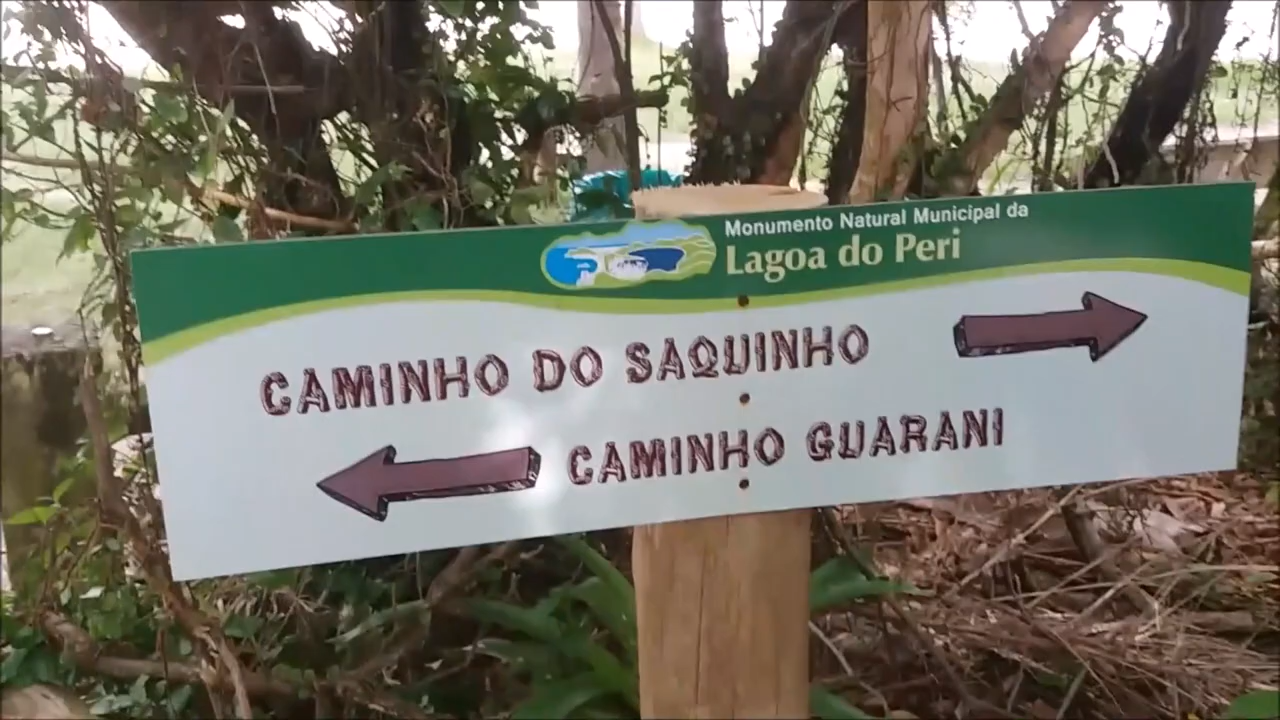 Monumento Natural Municipal da
Lagoa do Peri
CAMINHO DO SAQUINHO
CAMINHO GUARANI